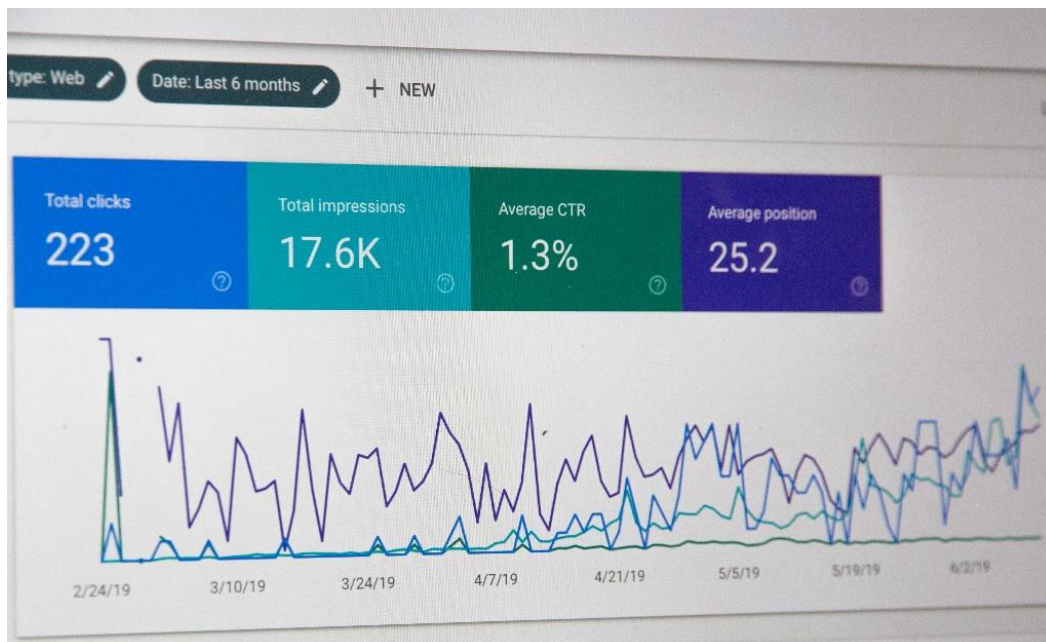 type: Web
Date: Last 6 months
+ NEW
Total clicks
223
Total impressions
17.6K
Average CTR
1.3%
Average position
25.2
2/24/19
3/10/19
3/24/19
4/7/19
4/21/19
5/5/19
5/19/19
6/2/19